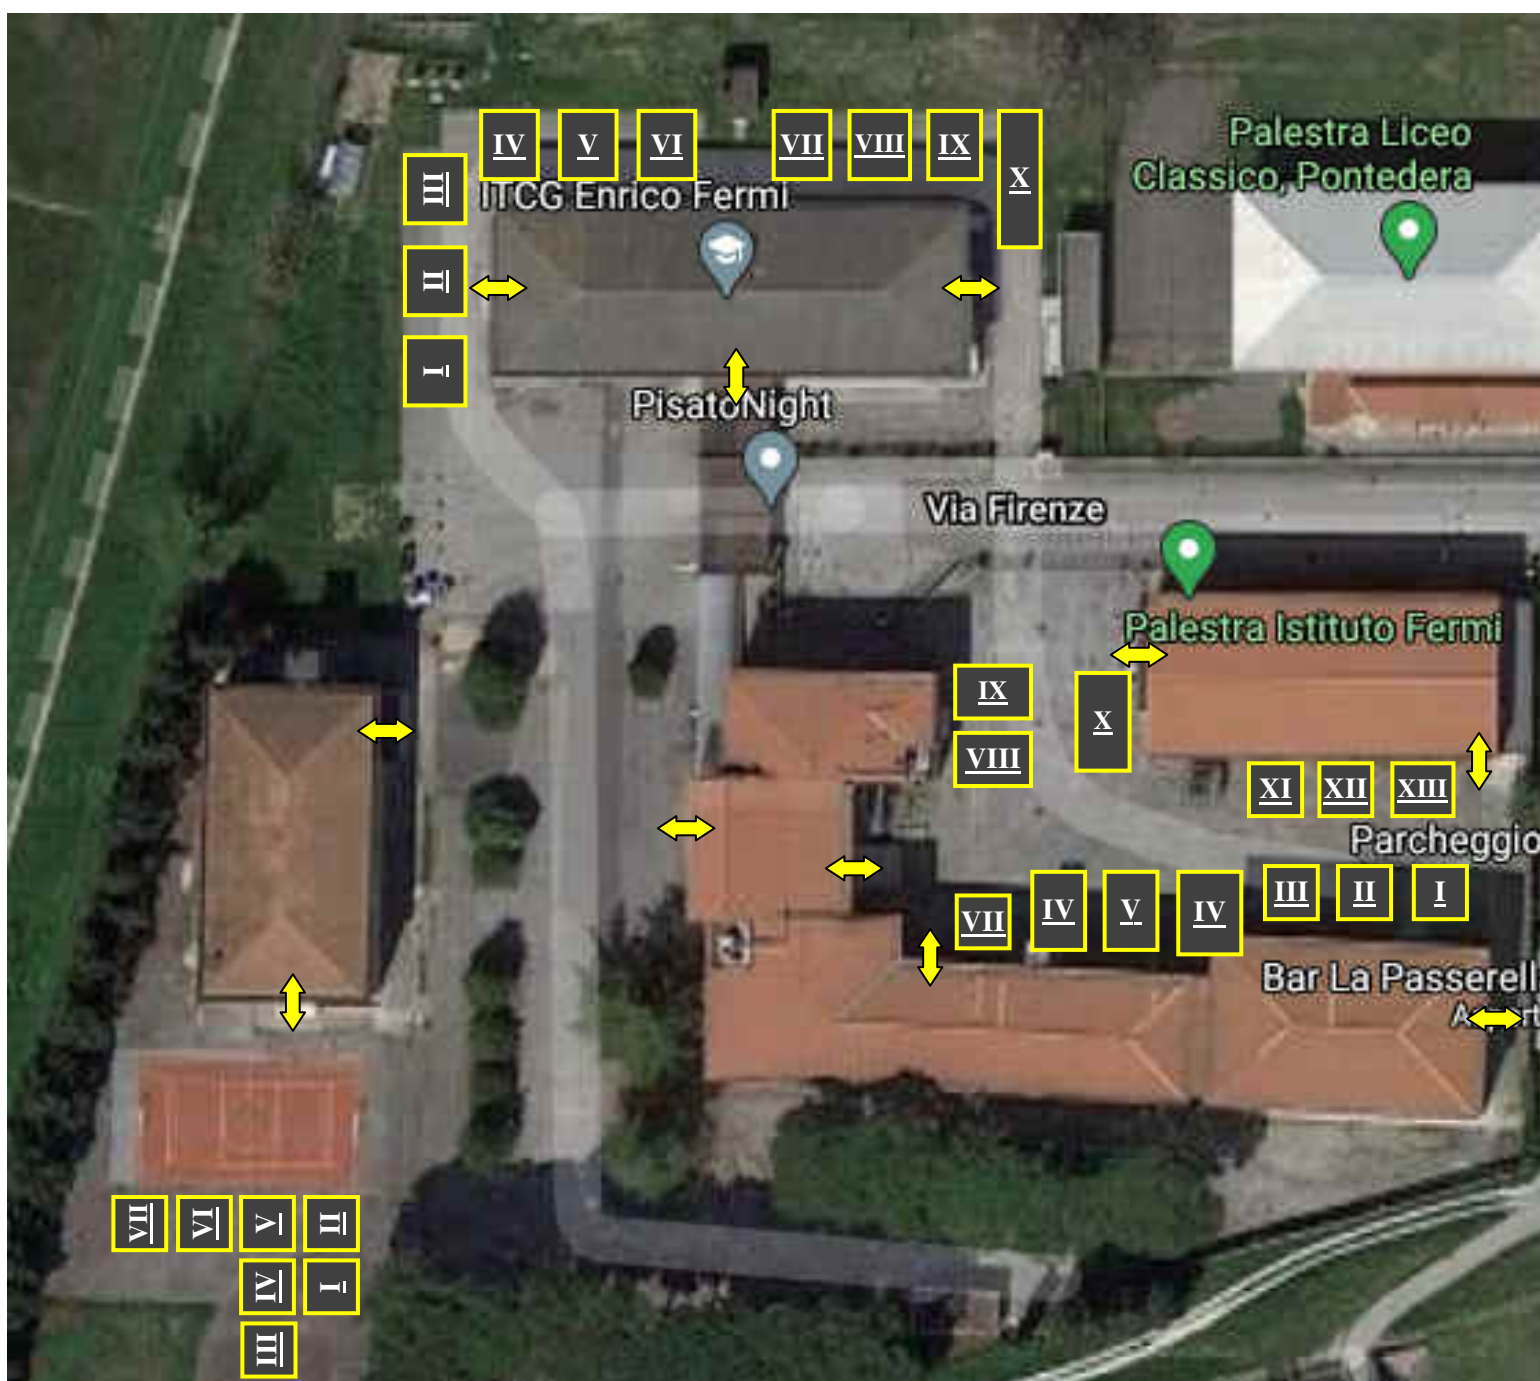 IV
V
VI
VII
VIII
IX
X
III
II
I
ITCG Enrico Fermi
Palestra Liceo
Classico, Pontedera
PisatoNight
Via Firenze
Palestra Istituto Fermi
IX
VIII
X
XI
XII
XIII
Parcheggio
VII
IV
V
IV
III
II
I
Bar La Passerell
VII
VI
V
II
IV
I
III